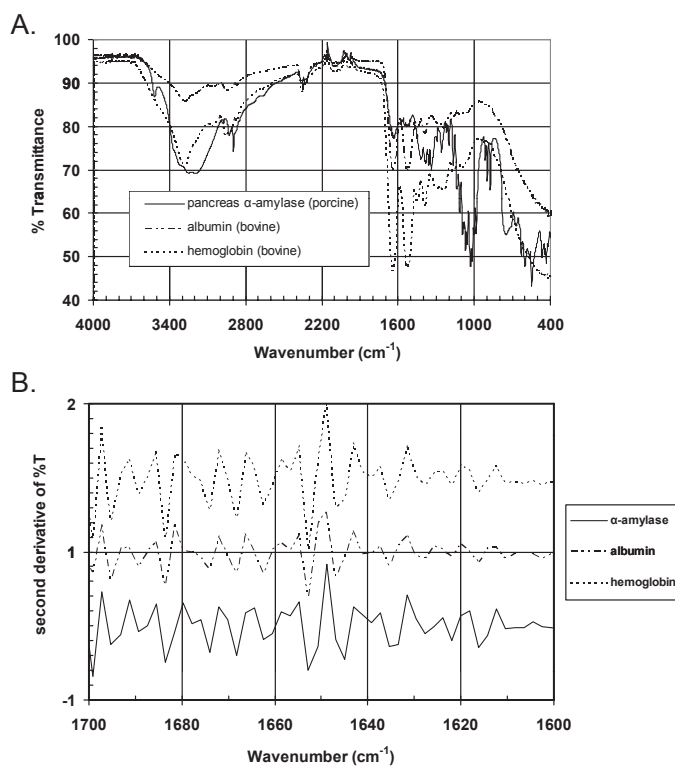 A.
100
90
80
70
60
50
40
% Transmittance
pancreas α-amylase (porcine)
albumin (bovine)
hemoglobin (bovine)
4000 3400 2800 2200 1600 1000 400
Wavenumber (cm-1)
B.
2
1
-1
second derivative of %T
α-amylase
albumin
hemoglobin
1700 1680 1660 1640 1620 1600
Wavenumber (cm-1)